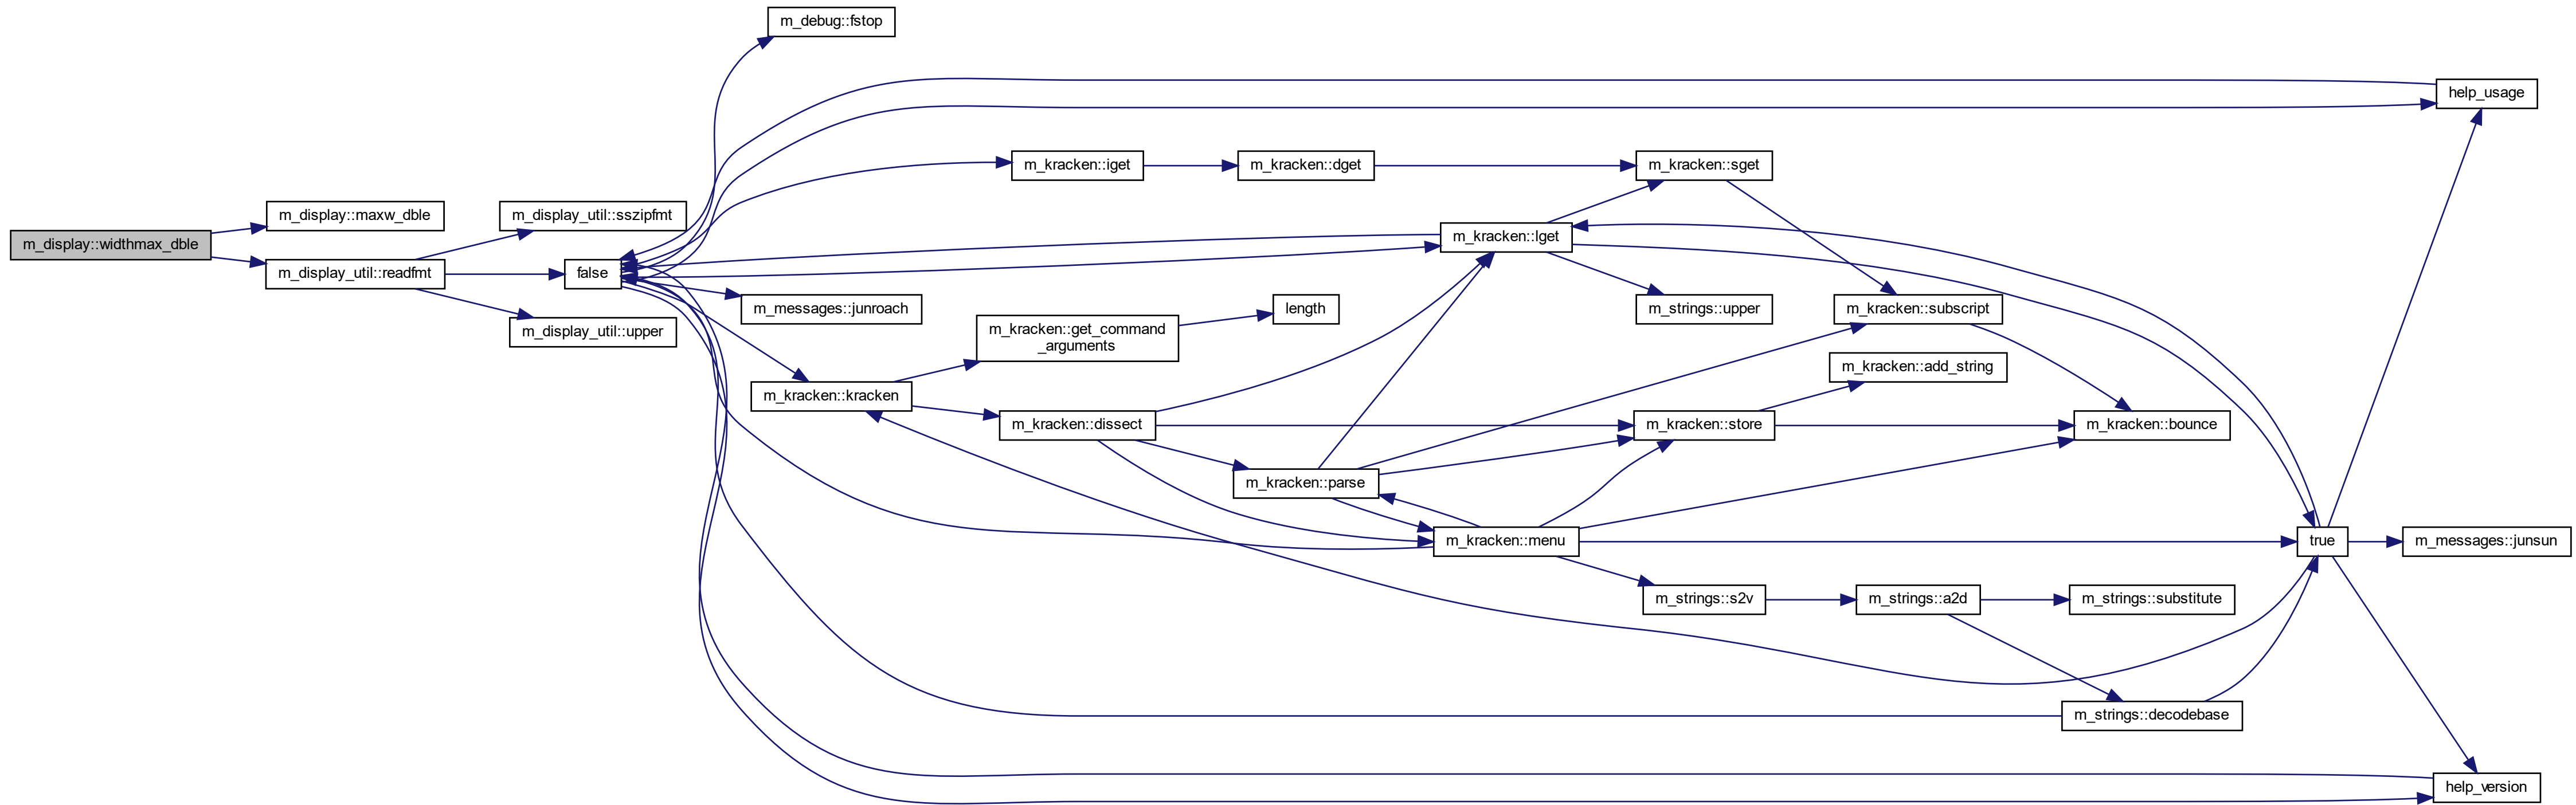 m_debug::fstop
help_usage
m_kracken::iget
m_kracken::dget
m_kracken::sget
m_display::maxw_dble
m_display_util::sszipfmt
m_display::widthmax_dble
m_kracken::lget
m_display_util::readfmt
false
m_messages::junroach
length
m_strings::upper
m_kracken::subscript
m_display_util::upper
m_kracken::get_command
_arguments
m_kracken::add_string
m_kracken::kracken
m_kracken::dissect
m_kracken::store
m_kracken::bounce
m_kracken::parse
m_kracken::menu
true
m_messages::junsun
m_strings::s2v
m_strings::a2d
m_strings::substitute
m_strings::decodebase
help_version